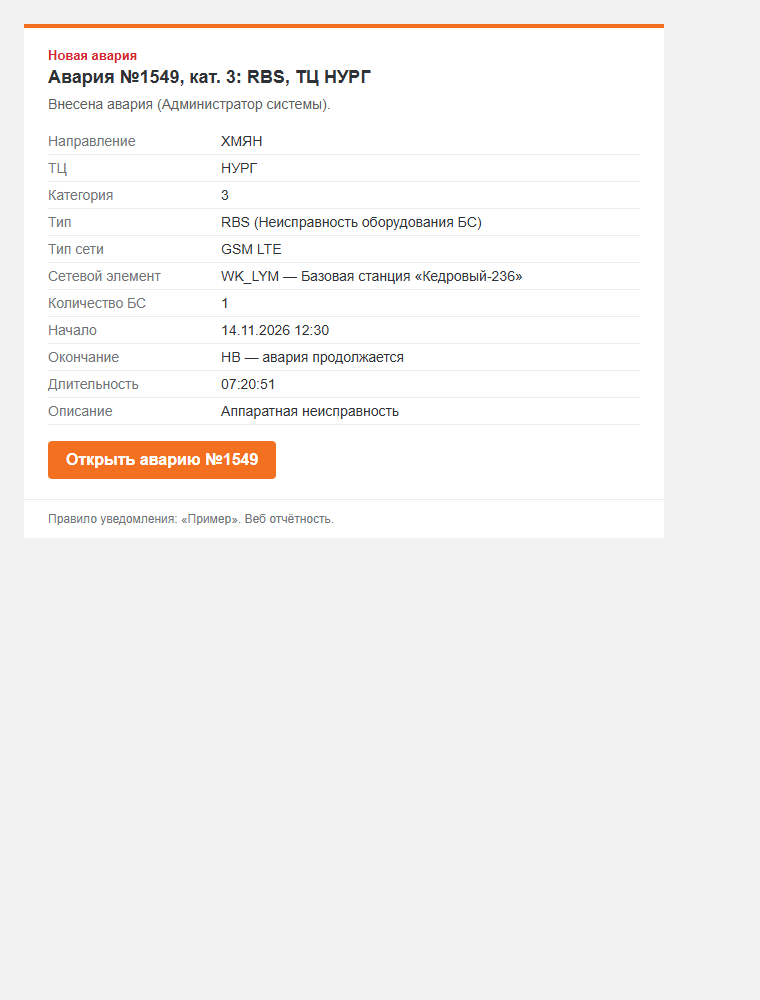 Новая авария
Авария №1549, кат. 3: RBS, ТЦ НУРГ
Внесена авария (Администратор системы).
Направление ХМЯН
ТЦ НУРГ
Категория 3
Тип RBS (Неисправность оборудования БС)
Тип сети GSM LTE
Сетевой элемент WK_LYM — Базовая станция «Кедровый-236»
Количество БС 1
Начало 14.11.2026 12:30
Окончание НВ — авария продолжается
Длительность 07:20:51
Описание Аппаратная неисправность
Открыть аварию №1549
Правило уведомления: «Пример». Веб отчётность.